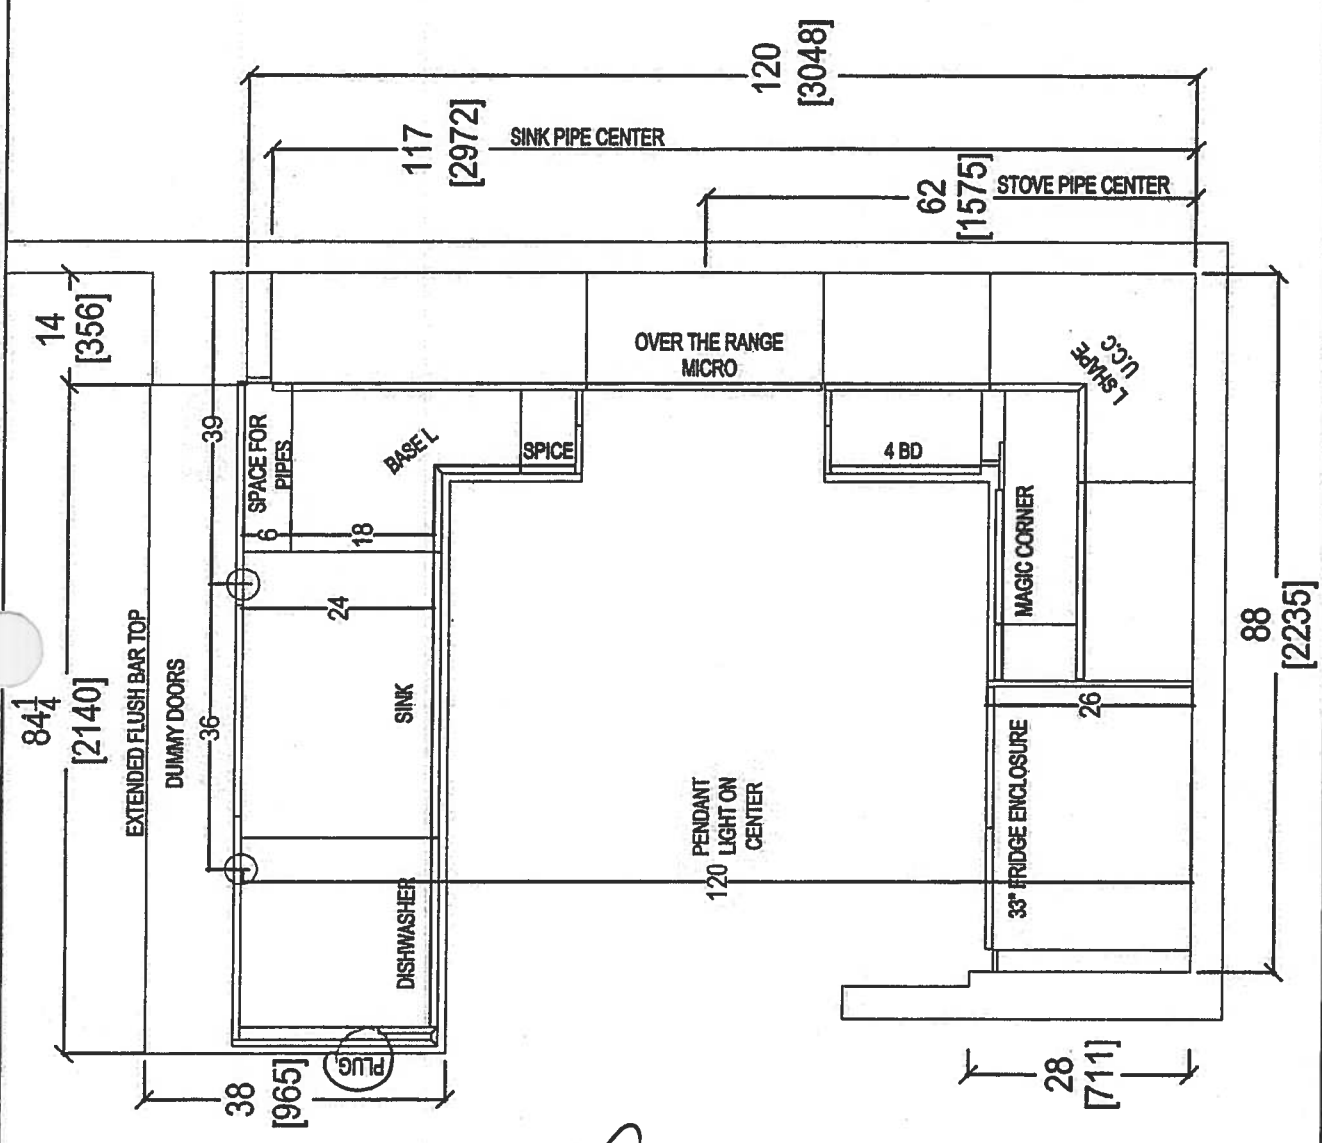 120
[3048]
117
[2972]
SINK PIPE CENTER
62
[1575]
STOVE PIPE CENTER
14
[356]
84 1/4
[2140]
EXTENDED FLUSH BAR TOP
DUMMY DOORS
39
36
SPACE FOR
PIPES
6
18
24
BASE L
SPICE
OVER THE RANGE
MICRO
4 BD
L SHAPE
U.C.C
MAGIC CORNER
SINK
DISHWASHER
PLUG
PENDANT
LIGHT ON
CENTER
120
33" FRIDGE ENCLOSURE
26
88
[2235]
38
[965]
28
[711]